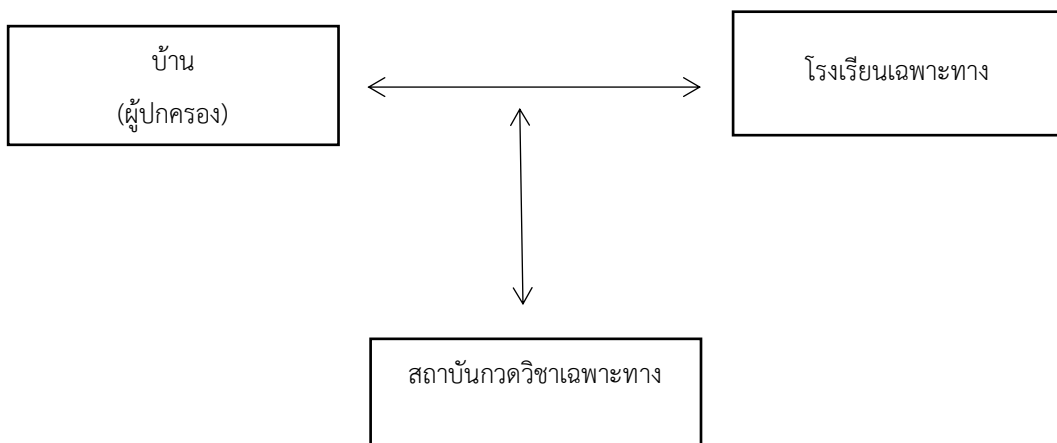 บ้าน
(ผู้ปกครอง)
โรงเรียนเฉพาะทาง
สถาบันกวดวิชาเฉพาะทาง